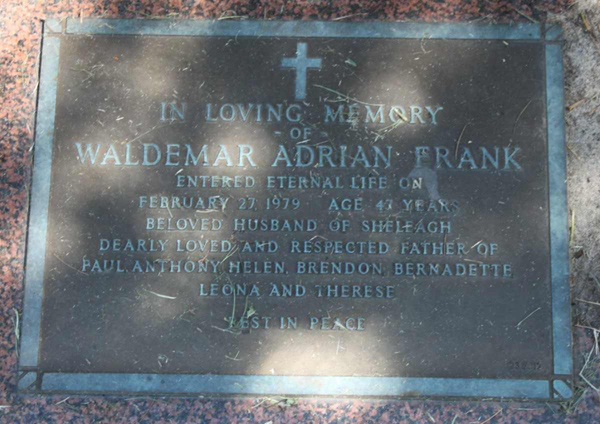 IN LOVING MEMORY
- OF -
WALDEMAR ADRIAN FRANK
ENTERED ETERNAL LIFE ON
FEBRUARY 27 1979 AGE 47 YEARS
BELOVED HUSBAND OF SHELEAGH
DEARLY LOVED AND RESPECTED FATHER OF
PAUL, ANTHONY, HELEN, BRENDON, BERNADETTE
LEONA AND THERESE
REST IN PEACE